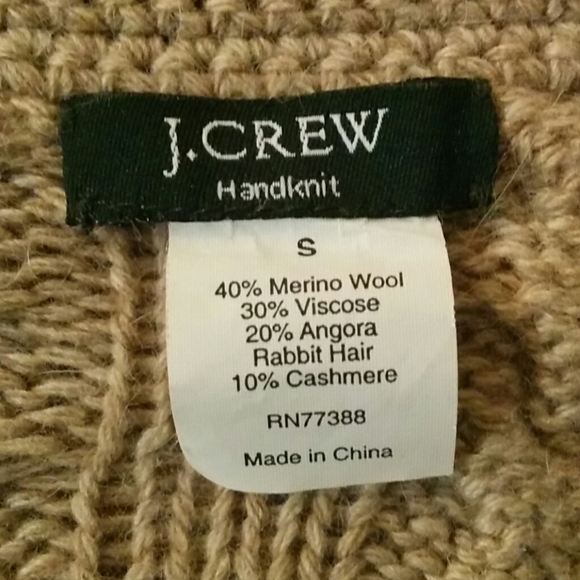 J.CREW
Handknit
S
40% Merino Wool
30% Viscose
20% Angora
Rabbit Hair
10% Cashmere
RN77388
Made in China